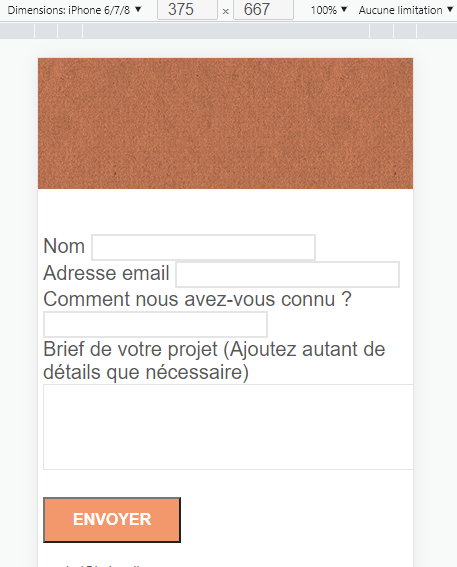 Dimensions: iPhone 6/7/8 ▼ 375 × 667 100% ▼ Aucune limitation ▼
Nom
Adresse email
Comment nous avez-vous connu ?
Brief de votre projet (Ajoutez autant de
détails que nécessaire)
ENVOYER